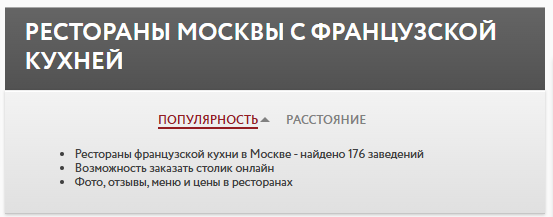 РЕСТОРАНЫ МОСКВЫ С ФРАНЦУЗСКОЙ
КУХНЕЙ
ПОПУЛЯРНОСТЬ РАССТОЯНИЕ
• Рестораны французской кухни в Москве - найдено 176 заведений
• Возможность заказать столик онлайн
• Фото, отзывы, меню и цены в ресторанах